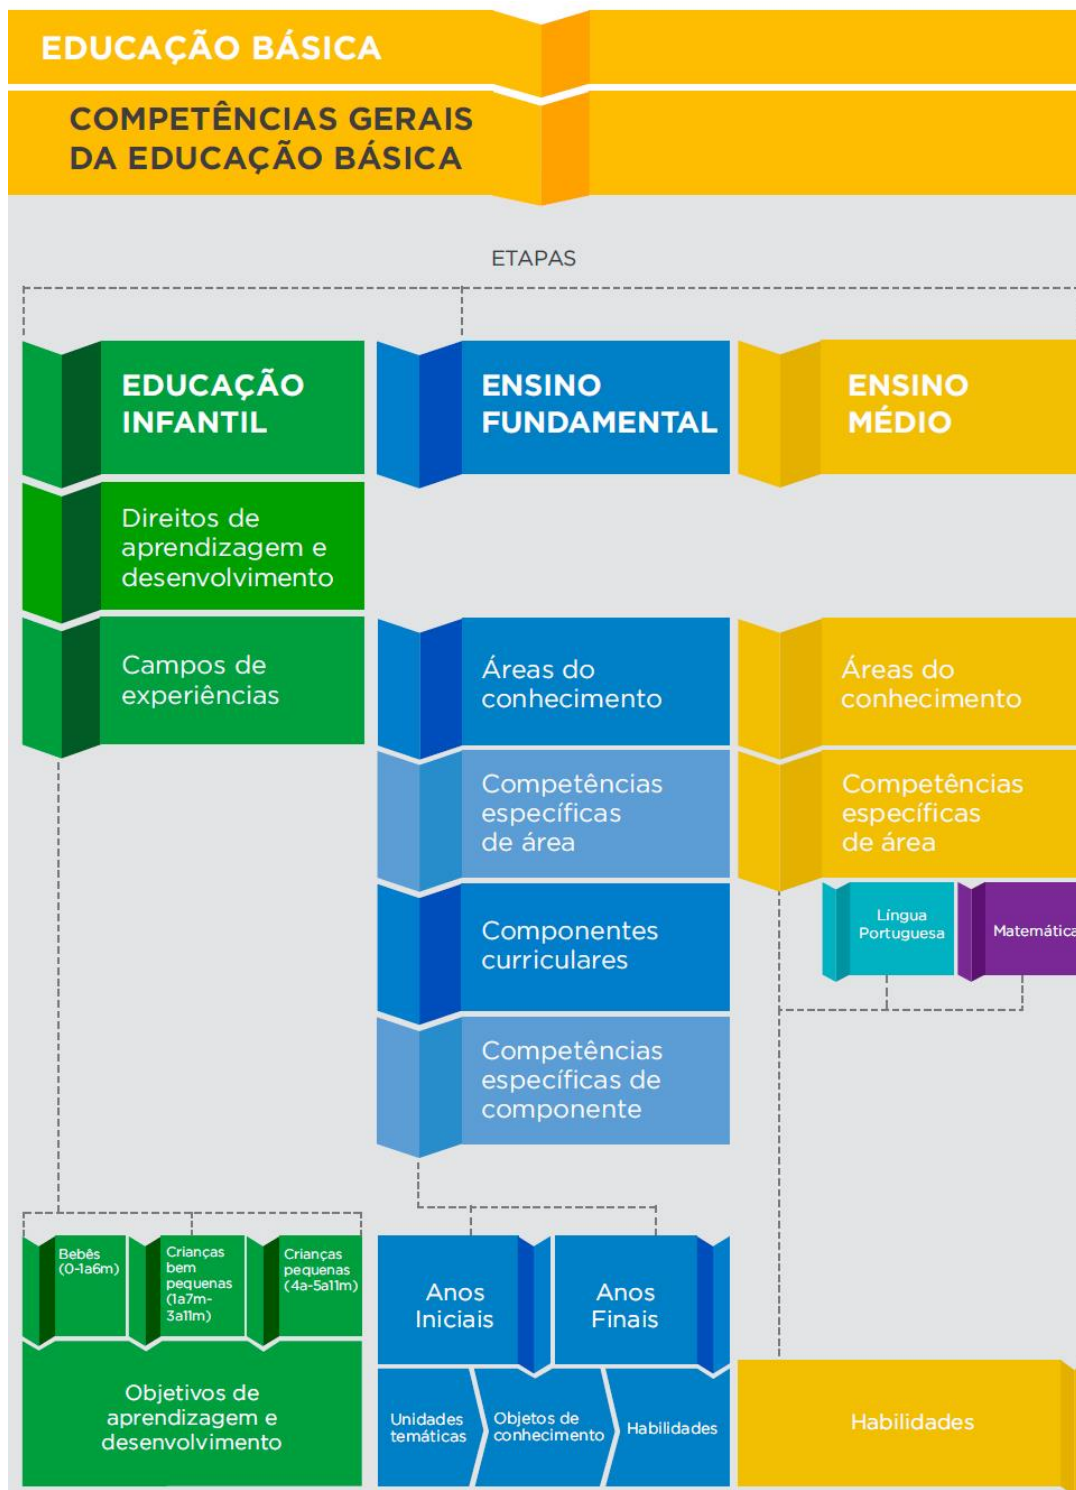 EDUCAÇÃO BÁSICA
COMPETÊNCIAS GERAIS
DA EDUCAÇÃO BÁSICA
ETAPAS
EDUCAÇÃO
INFANTIL
Direitos de
aprendizagem e
desenvolvimento
Campos de
experiências
Bebês
(0-1a6m)
Crianças
bem
pequenas
(1a7m-
3a11m)
Crianças
pequenas
(4a-5a11m)
Objetivos de
aprendizagem e
desenvolvimento
ENSINO
FUNDAMENTAL
Áreas do
conhecimento
Competências
específicas
de área
Componentes
curriculares
Competências
específicas de
componente
Anos
Iniciais
Anos
Finais
Unidades
temáticas
Objetos de
conhecimento
Habilidades
ENSINO
MÉDIO
Áreas do
conhecimento
Competências
específicas
de área
Língua
Portuguesa
Matemática
Habilidades